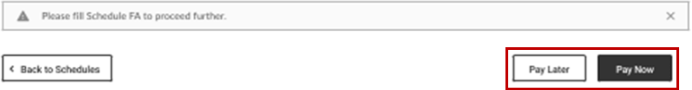 Please fill Schedule FA to proceed further.
< Back to Schedules
Pay Later
Pay Now